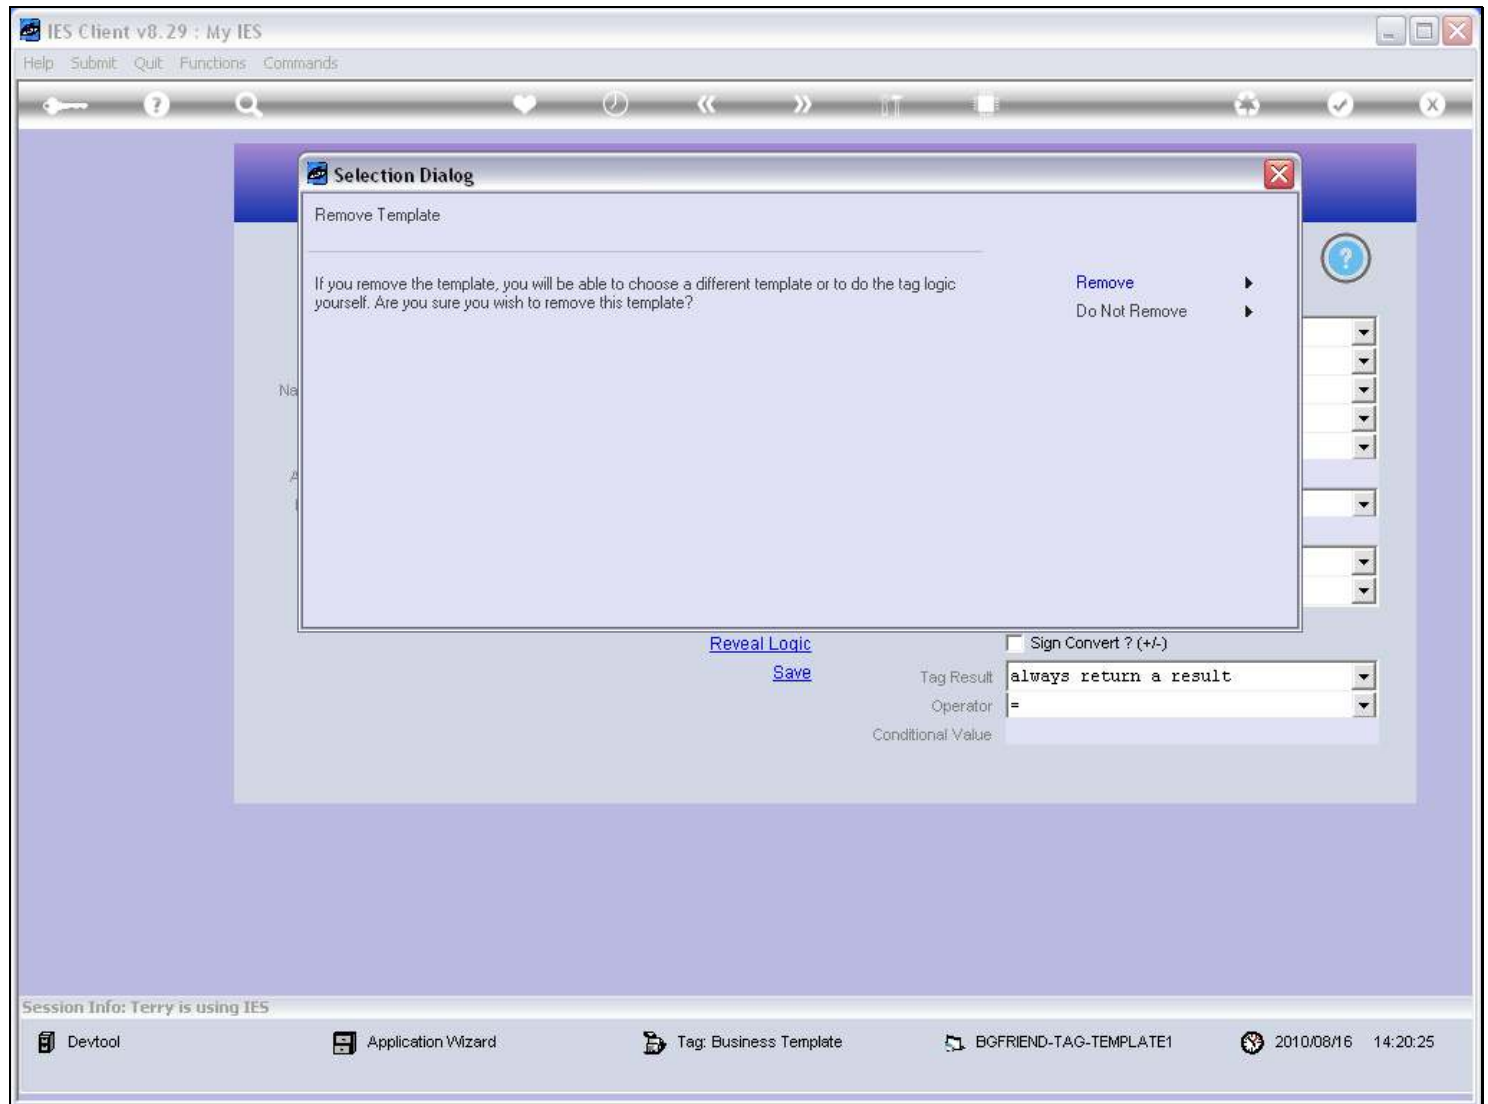 IES Client v8.29 : My IES
Help Submit Quit Functions Commands
Selection Dialog
Remove Template
If you remove the template, you will be able to choose a different template or to do the tag logic
yourself. Are you sure you wish to remove this template?
Remove
Do Not Remove
Na
Reveal Logic
Sign Convert ? (+/-)
Save
Tag Result
always return a result
Operator
=
Conditional Value
Session Info: Terry is using IES
Devtool
Application Wizard
Tag: Business Template
BGFRIEND-TAG-TEMPLATE1
2010/08/16 14:20:25